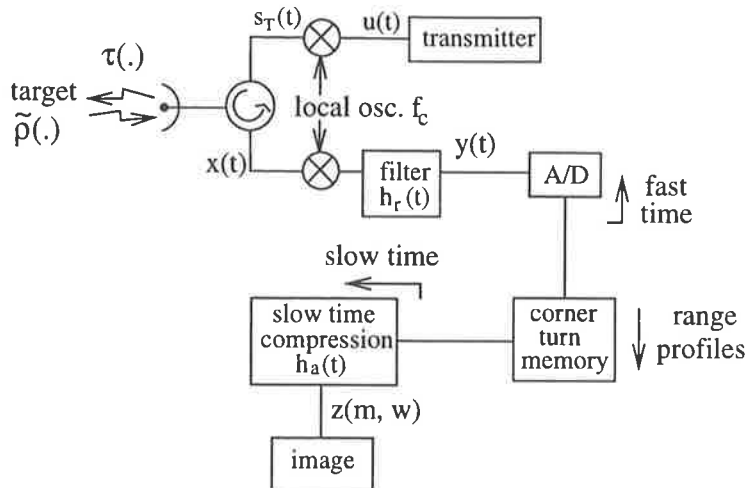 s_T(t)
u(t)
transmitter
τ(.)
target
ρ̃(.)
local osc. f_c
x(t)
filter
h_r(t)
y(t)
A/D
fast
time
slow time
slow time
compression
h_a(t)
corner
turn
memory
range
profiles
z(m, w)
image